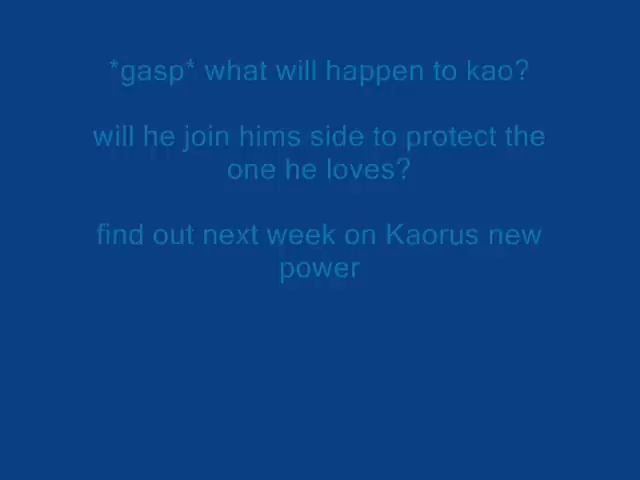 *gasp* what will happen to kao?
will he join hims side to protect the
one he loves?
find out next week on Kaorus new
power